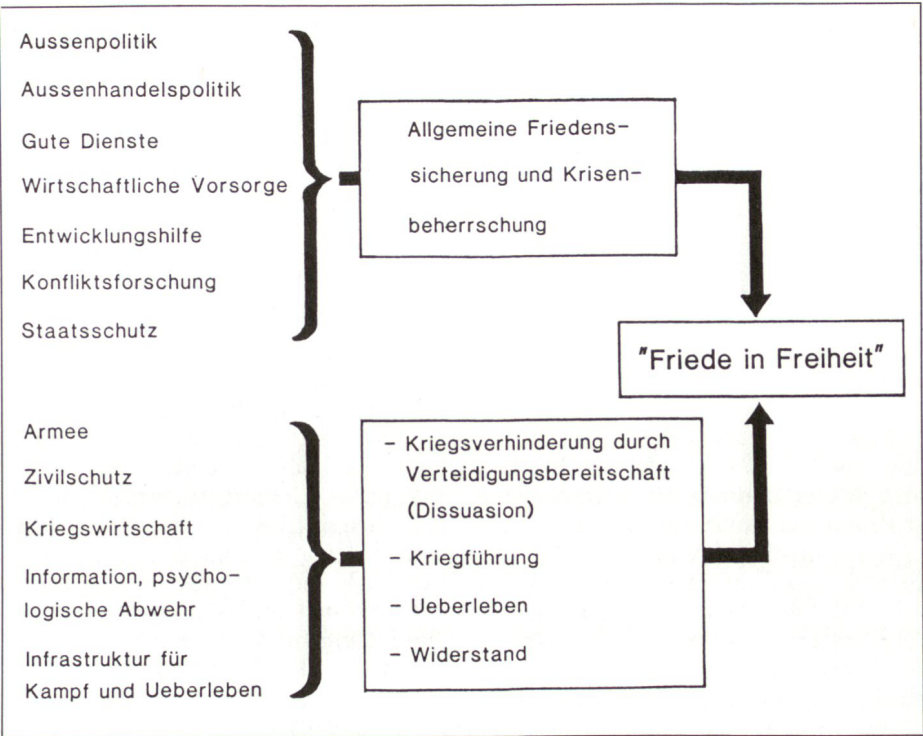 Aussenpolitik
Aussenhandelspolitik
Gute Dienste
Wirtschaftliche Vorsorge
Entwicklungshilfe
Konfliktsforschung
Staatsschutz
Allgemeine Friedens-
sicherung und Krisen-
beherrschung
"Friede in Freiheit"
Armee
Zivilschutz
Kriegswirtschaft
Information, psycho-
logische Abwehr
Infrastruktur für
Kampf und Ueberleben
- Kriegsverhinderung durch
Verteidigungsbereitschaft
(Dissuasion)
- Kriegführung
- Ueberleben
- Widerstand